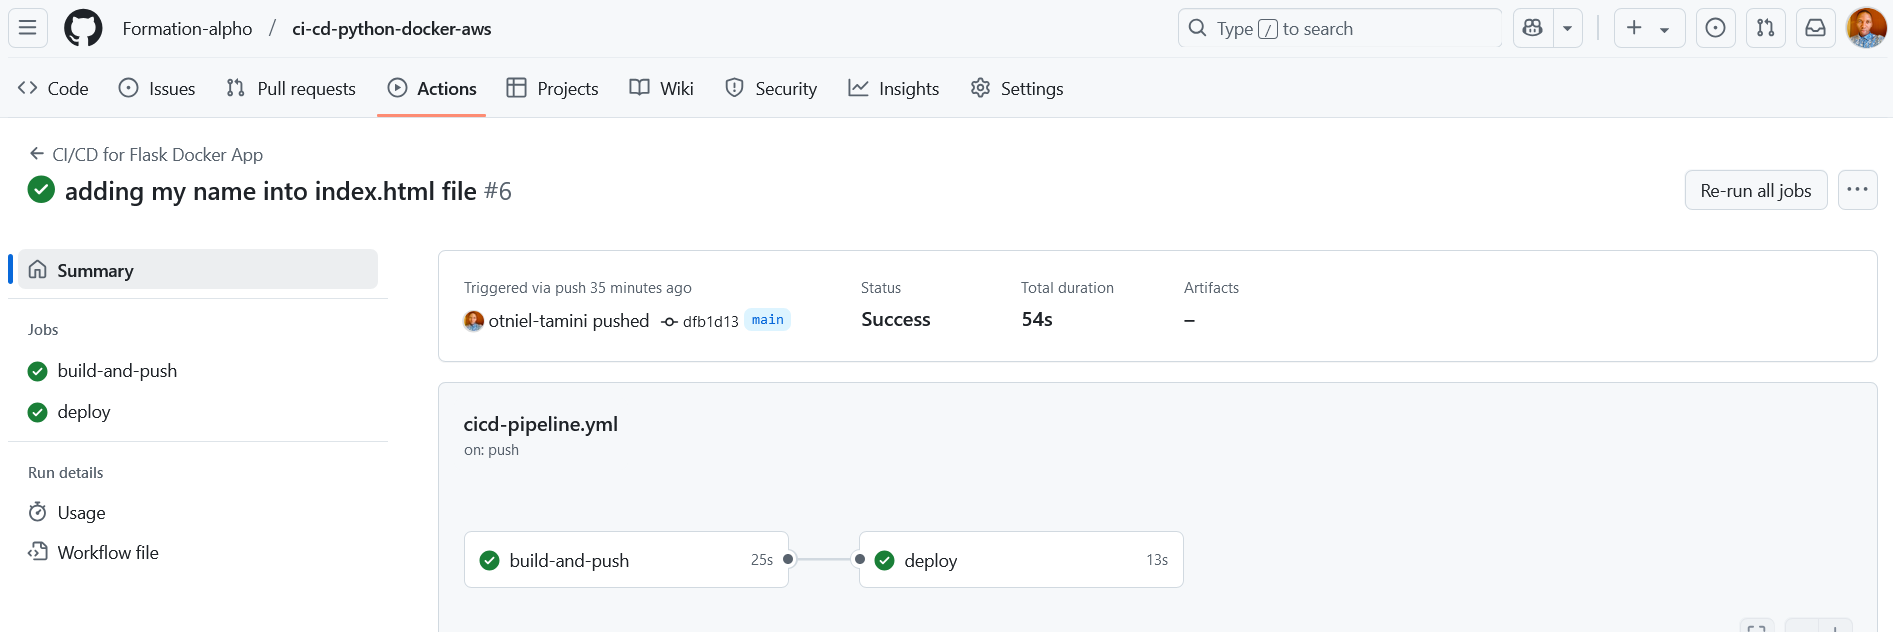 Formation-alpho / ci-cd-python-docker-aws
Type / to search
Code Issues Pull requests Actions Projects Wiki Security Insights Settings
CI/CD for Flask Docker App
adding my name into index.html file #6
Re-run all jobs
Summary
Jobs
build-and-push
deploy
Run details
Usage
Workflow file
Triggered via push 35 minutes ago
otniel-tamini pushed dfb1d13 main
Status
Success
Total duration
54s
Artifacts
–
cicd-pipeline.yml
on: push
build-and-push 25s
deploy 13s